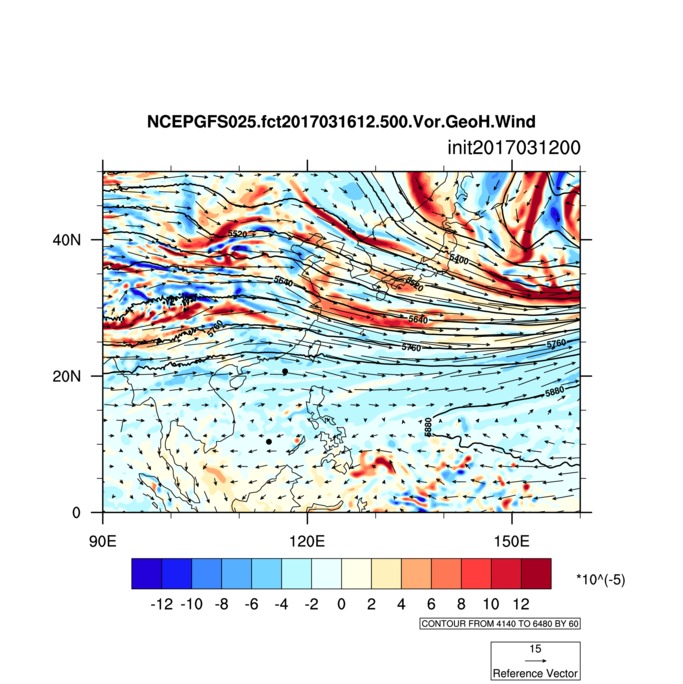 NCEPGFS025.fct2017031612.500.Vor.GeoH.Wind
init2017031200
40N
20N
0
5520
5400
5640
5560
5640
5760
5760
5760
5880
5880
90E
120E
150E
-12 -10 -8 -6 -4 -2 0 2 4 6 8 10 12
*10^(-5)
CONTOUR FROM 4140 TO 6480 BY 60
15
Reference Vector